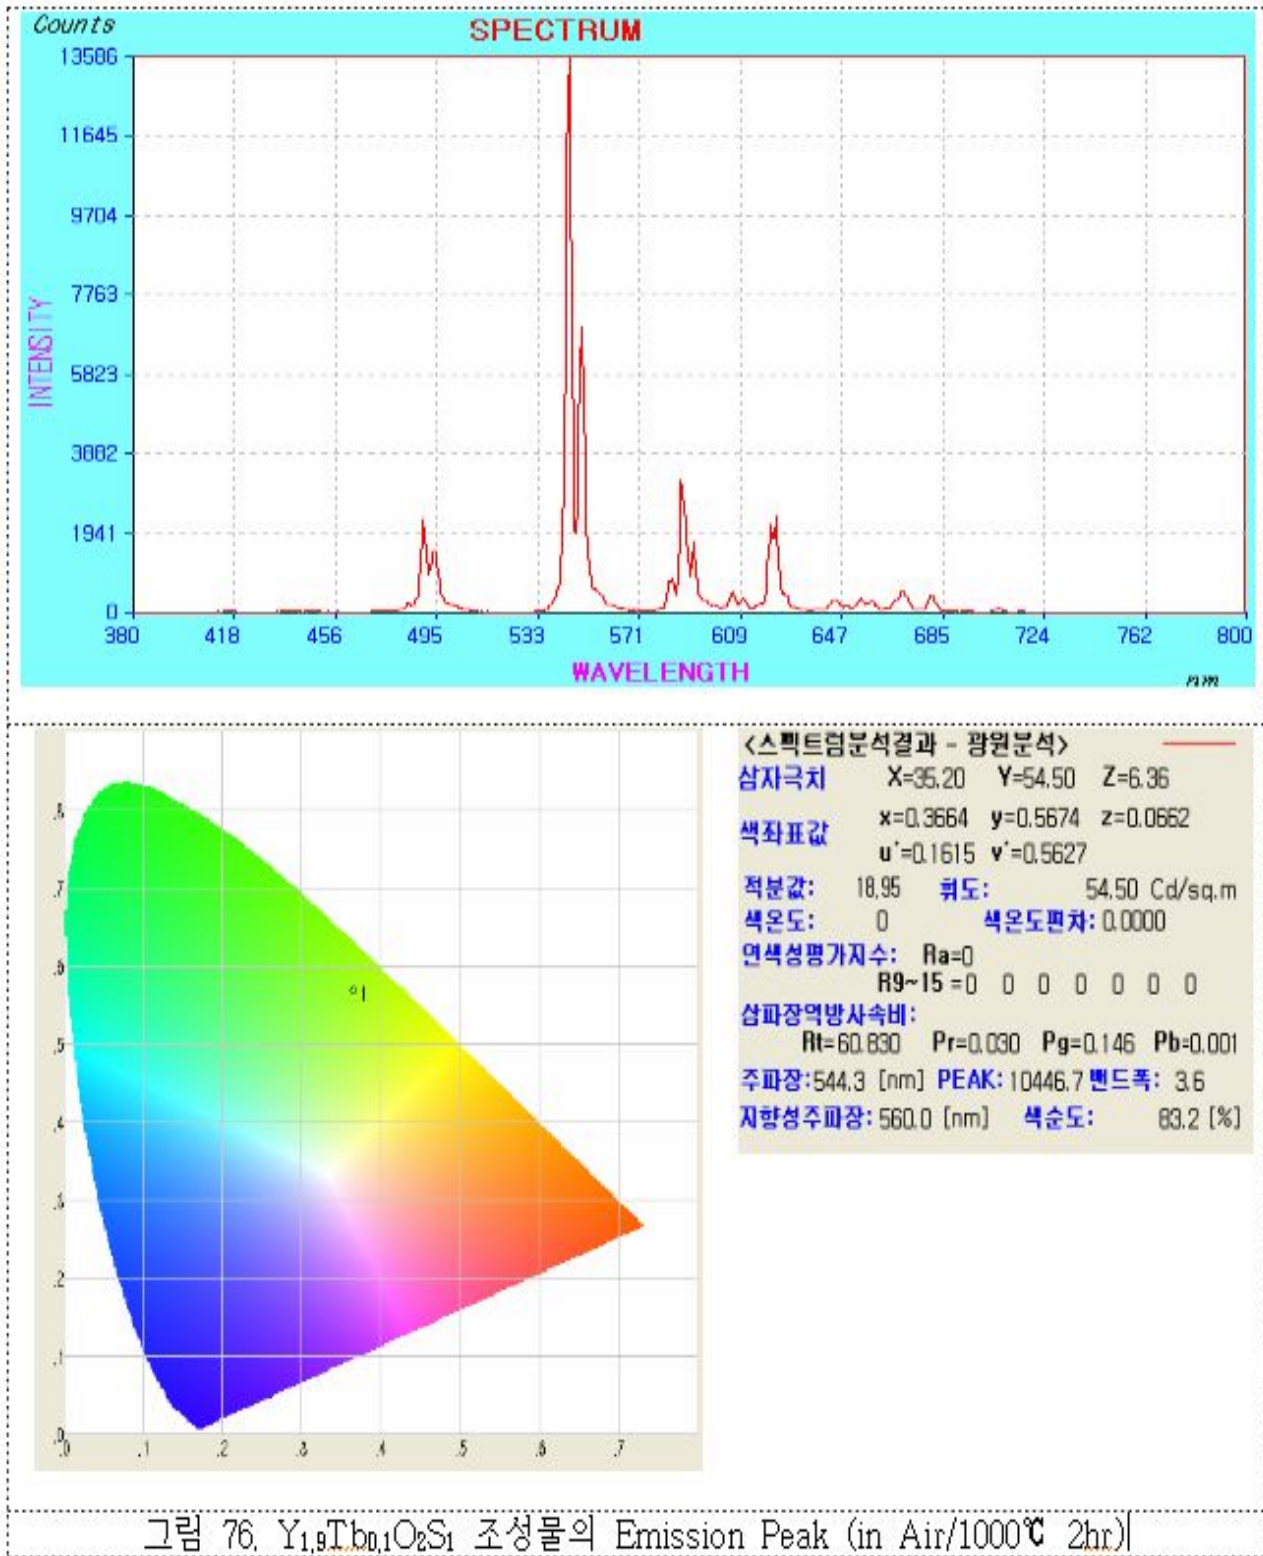 Counts
SPECTRUM
13586
11645
9704
7763
5823
3882
1941
0
INTENSITY
380 418 456 495 533 571 609 647 685 724 762 800
WAVELENGTH
nm
.8
.7
.6
.5
.4
.3
.2
.1
.0
.0 .1 .2 .3 .4 .5 .6 .7
<스펙트럼분석결과 - 광원분석>
삼자극치 X=35.20 Y=54.50 Z=6.36
색좌표값 x=0.3664 y=0.5674 z=0.0662
u'=0.1615 v'=0.5627
적분값: 18.95 휘도: 54.50 Cd/sq.m
색온도: 0 색온도편차: 0.0000
연색성평가지수: Ra=0
R9~15 =0 0 0 0 0 0 0
삼파장역방사속비:
Rt=60.830 Pr=0.030 Pg=0.146 Pb=0.001
주파장:544.3 [nm] PEAK: 10446.7 밴드폭: 3.6
지향성주파장: 560.0 [nm] 색순도: 83.2 [%]
그림 76. Y1.9Tb0.1O2S1 조성물의 Emission Peak (in Air/1000℃ 2hr)